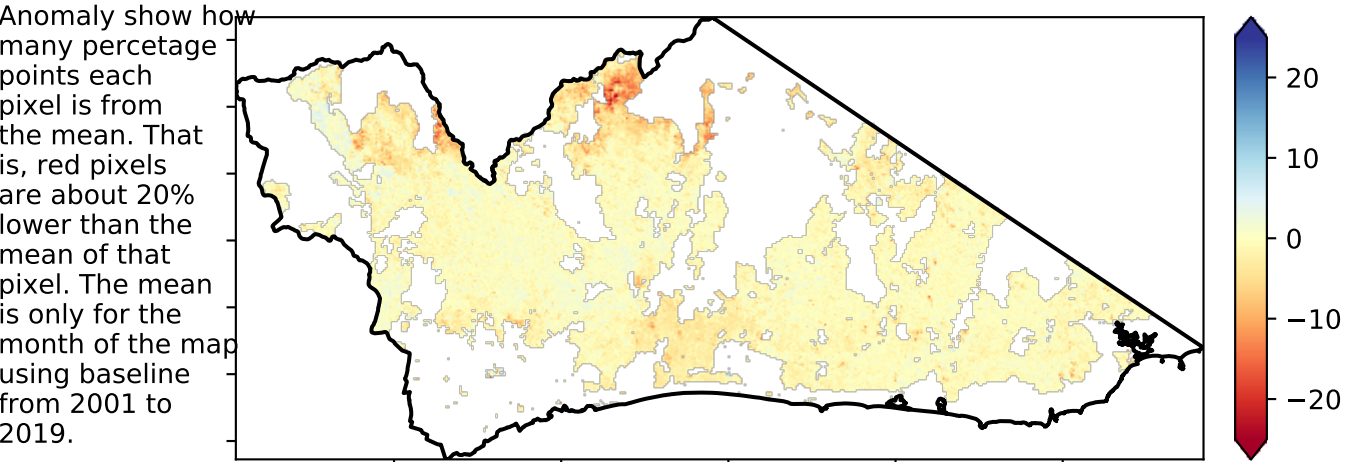 Anomaly show how
many percetage
points each
pixel is from
the mean. That
is, red pixels
are about 20%
lower than the
mean of that
pixel. The mean
is only for the
month of the map
using baseline
from 2001 to
2019.
20
10
0
−10
−20